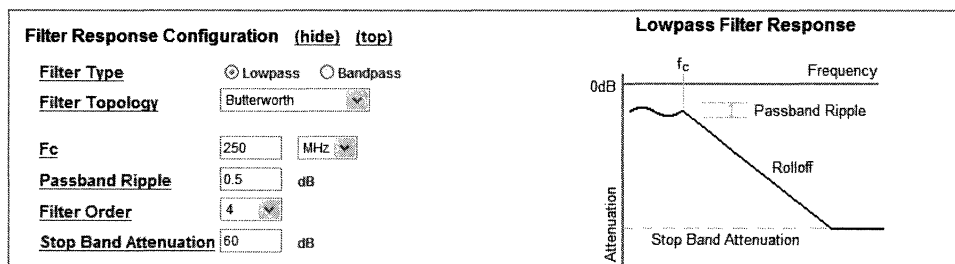 Filter Response Configuration (hide) (top)
Filter Type Lowpass Bandpass
Filter Topology Butterworth
Fc 250 MHz
Passband Ripple 0.5 dB
Filter Order 4
Stop Band Attenuation 60 dB
Lowpass Filter Response
fc
0dB
Frequency
Passband Ripple
Rolloff
Attenuation
Stop Band Attenuation